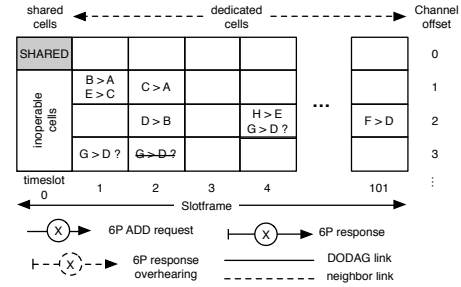 shared cells
dedicated cells
Channel offset
SHARED
0
inoperable cells
B > A
E > C
C > A
1
D > B
H > E
G > D ?
...
F > D
2
G > D ?
G > D ?
3
timeslot
0
1
2
3
4
101
⋮
Slotframe
X
6P ADD request
X
6P response
X
6P response overhearing
DODAG link
neighbor link